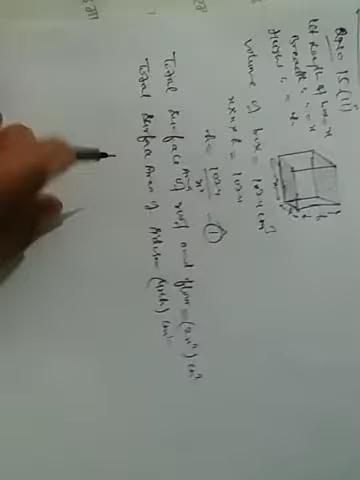 Q.No 15 (ii)
Let Length of box = x
Breadth " " = x
Height " = h
Volume of box = 1024 cm³
x × x × h = 1024
h = 1024/x² — (1)
Total Surface Area of roof and floor = (2x²) cm²
Total Surface Area of sides = (4xh) cm²